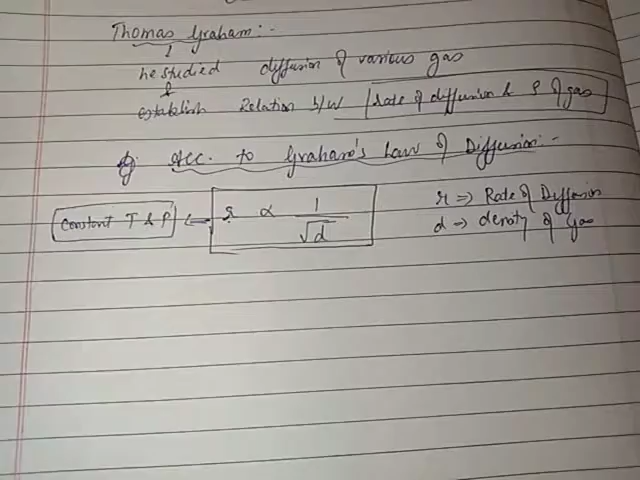 Thomas Graham:-
he studied diffusion of various gas
&
establish Relation b/w rate of diffusion & ρ of gas
acc. to Graham's Law of Diffusion:-
Constant T & P ⇐ r ∝ 1/√d
r => Rate of Diffusion
d -> density of Gas